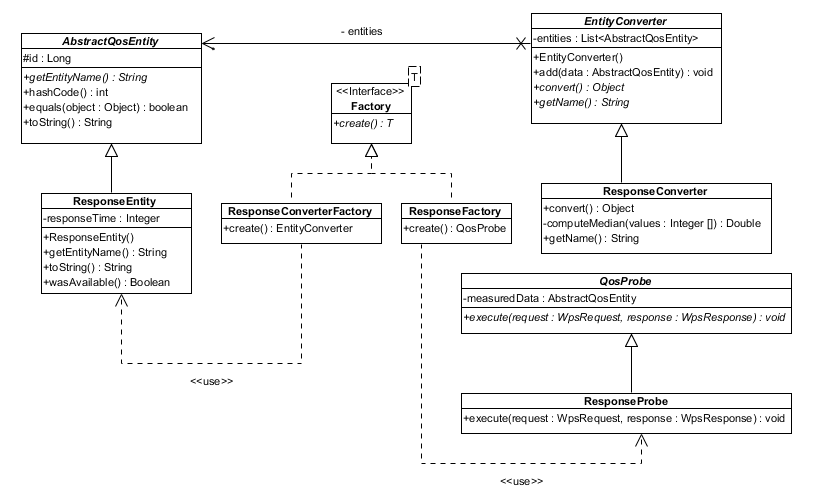 AbstractQosEntity
#id : Long
+getEntityName() : String
+hashCode() : int
+equals(object : Object) : boolean
+toString() : String
- entities
EntityConverter
-entities : List<AbstractQosEntity>
+EntityConverter()
+add(data : AbstractQosEntity) : void
+convert() : Object
+getName() : String
T
<<Interface>>
Factory
+create() : T
ResponseEntity
-responseTime : Integer
+ResponseEntity()
+getEntityName() : String
+toString() : String
+wasAvailable() : Boolean
ResponseConverterFactory
+create() : EntityConverter
ResponseFactory
+create() : QosProbe
ResponseConverter
+convert() : Object
-computeMedian(values : Integer []) : Double
+getName() : String
QosProbe
-measuredData : AbstractQosEntity
+execute(request : WpsRequest, response : WpsResponse) : void
<<use>>
ResponseProbe
+execute(request : WpsRequest, response : WpsResponse) : void
<<use>>